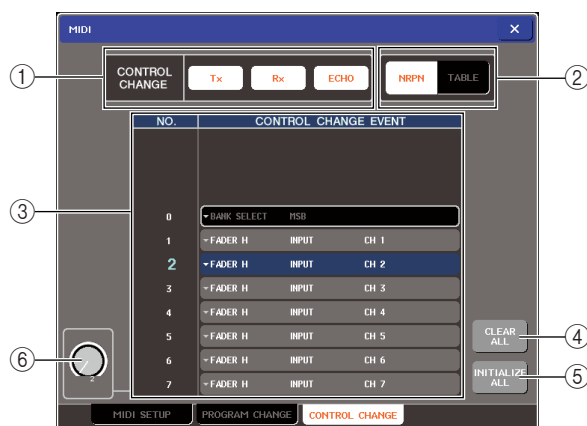 MIDI ×
① CONTROL CHANGE Tx Rx ECHO NRPN TABLE ②
NO. CONTROL CHANGE EVENT
③
0 BANK SELECT MSB
1 FADER H INPUT CH 1
2 FADER H INPUT CH 2
3 FADER H INPUT CH 3
4 FADER H INPUT CH 4
5 FADER H INPUT CH 5
6 FADER H INPUT CH 6
7 FADER H INPUT CH 7
CLEAR ALL ④
INITIALIZE ALL ⑤
⑥ 2
MIDI SETUP PROGRAM CHANGE CONTROL CHANGE